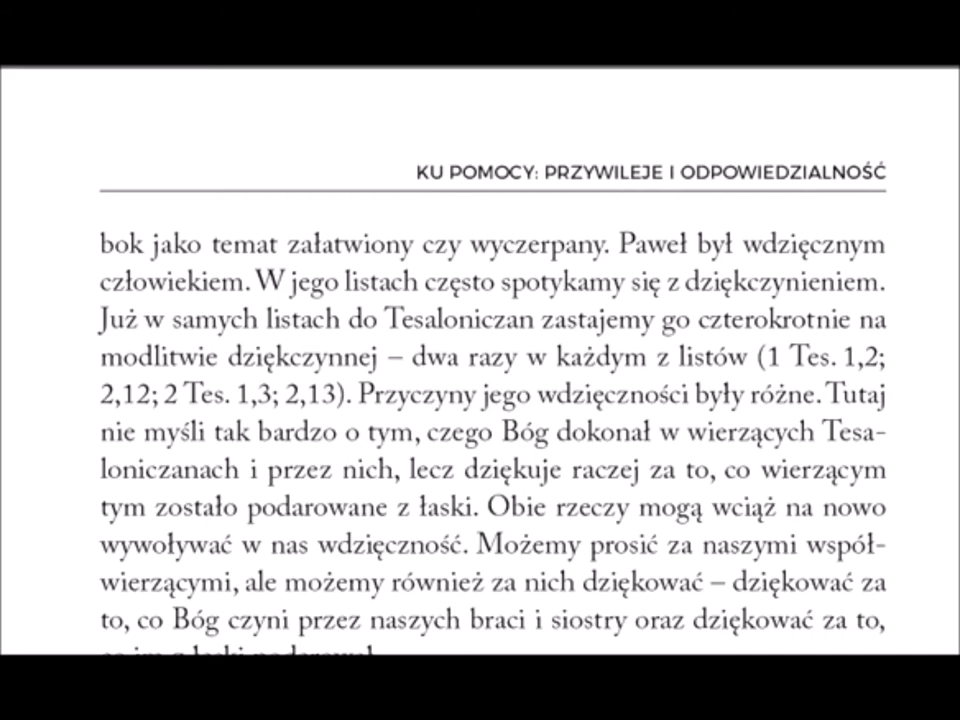 KU POMOCY: PRZYWILEJE I ODPOWIEDZIALNOŚĆ
bok jako temat załatwiony czy wyczerpany. Paweł był wdzięcznym
człowiekiem. W jego listach często spotykamy się z dziękczynieniem.
Już w samych listach do Tesaloniczan zastajemy go czterokrotnie na
modlitwie dziękczynnej – dwa razy w każdym z listów (1 Tes. 1,2;
2,12; 2 Tes. 1,3; 2,13). Przyczyny jego wdzięczności były różne. Tutaj
nie myśli tak bardzo o tym, czego Bóg dokonał w wierzących Tesa-
loniczanach i przez nich, lecz dziękuje raczej za to, co wierzącym
tym zostało podarowane z łaski. Obie rzeczy mogą wciąż na nowo
wywoływać w nas wdzięczność. Możemy prosić za naszymi współ-
wierzącymi, ale możemy również za nich dziękować – dziękować za
to, co Bóg czyni przez naszych braci i siostry oraz dziękować za to,